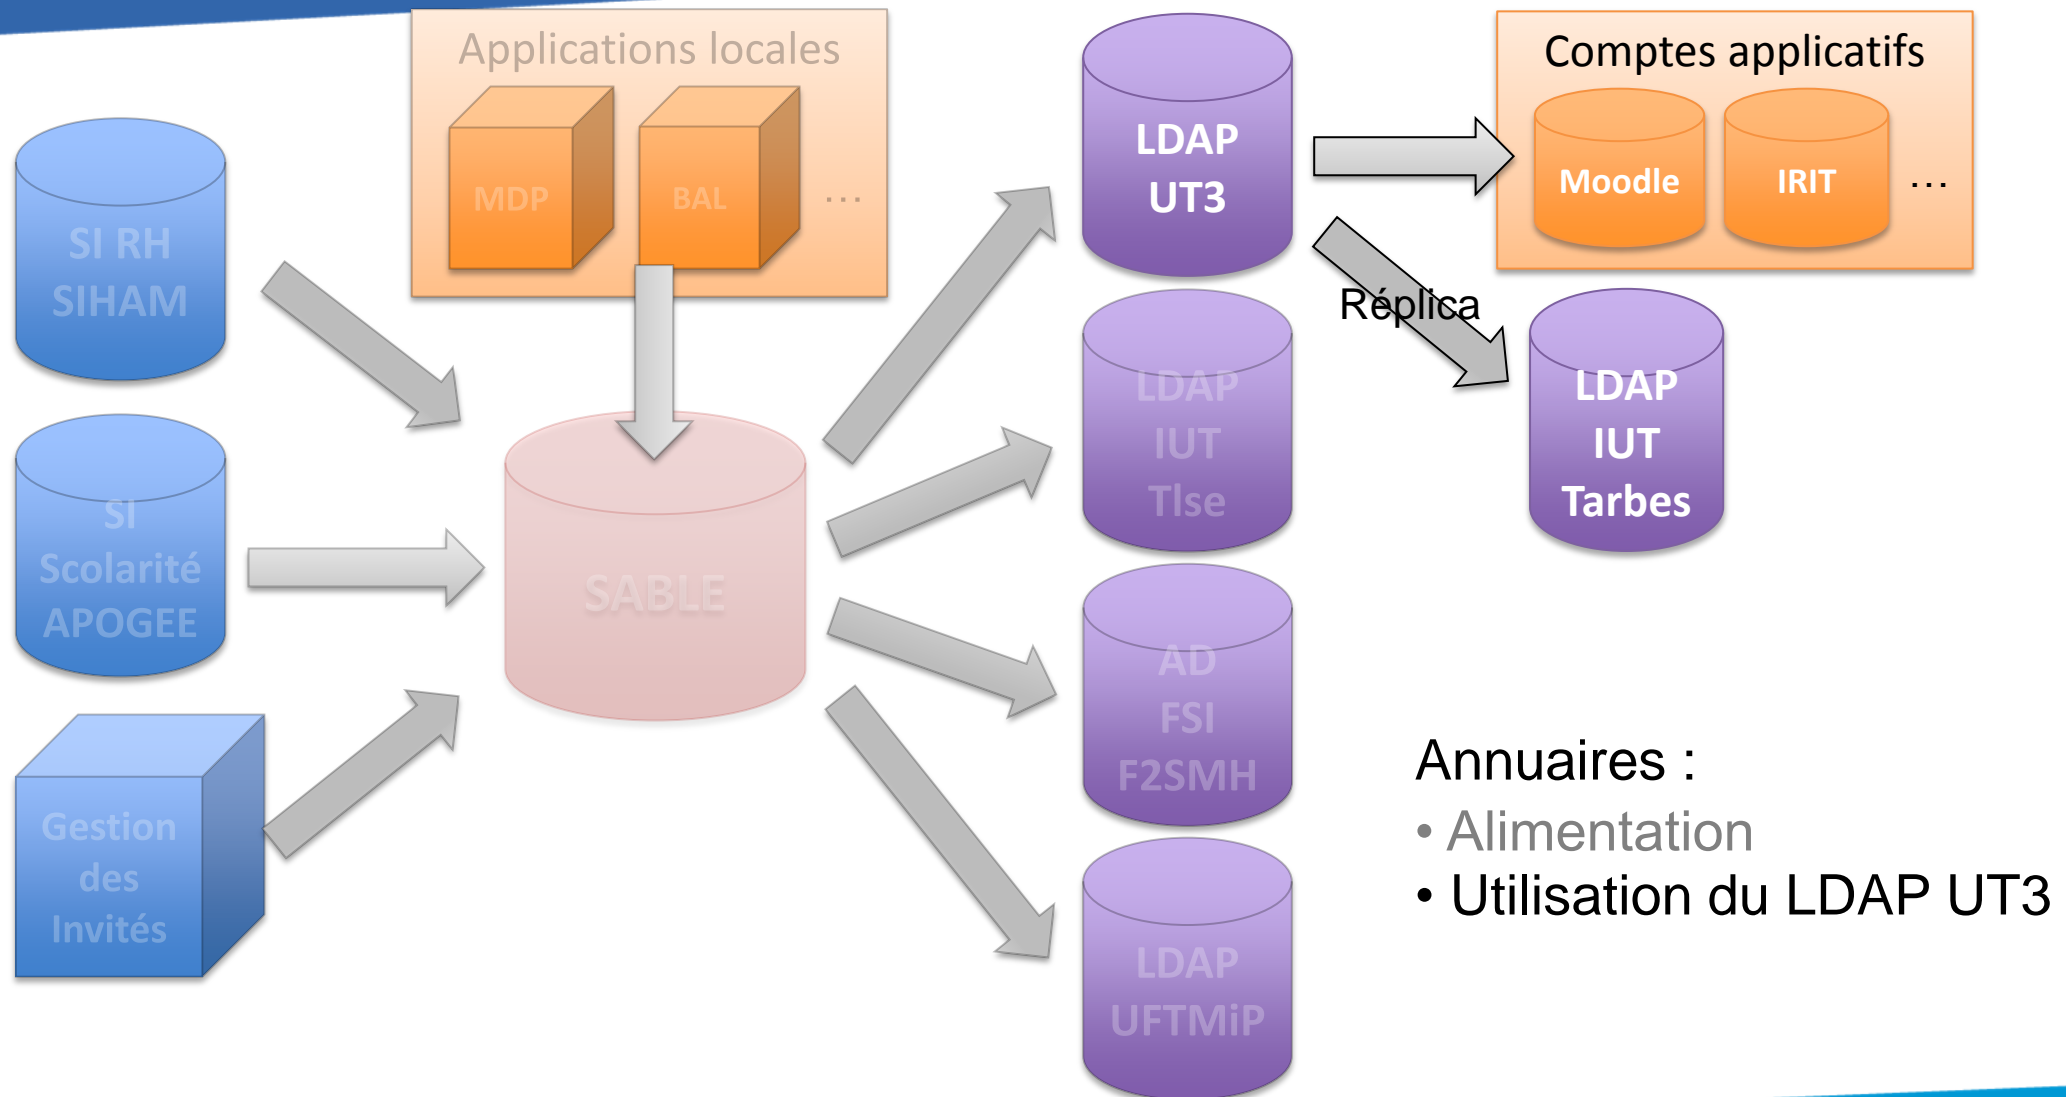 Applications locales
MDP
BAL
...
SI RH
SIHAM
SI
Scolarité
APOGEE
Gestion
des
Invités
SABLE
LDAP
UT3
LDAP
IUT
Tlse
AD
FSI
F2SMH
LDAP
UFTMiP
Comptes applicatifs
Moodle
IRIT
...
Réplica
LDAP
IUT
Tarbes
Annuaires :
• Alimentation
• Utilisation du LDAP UT3